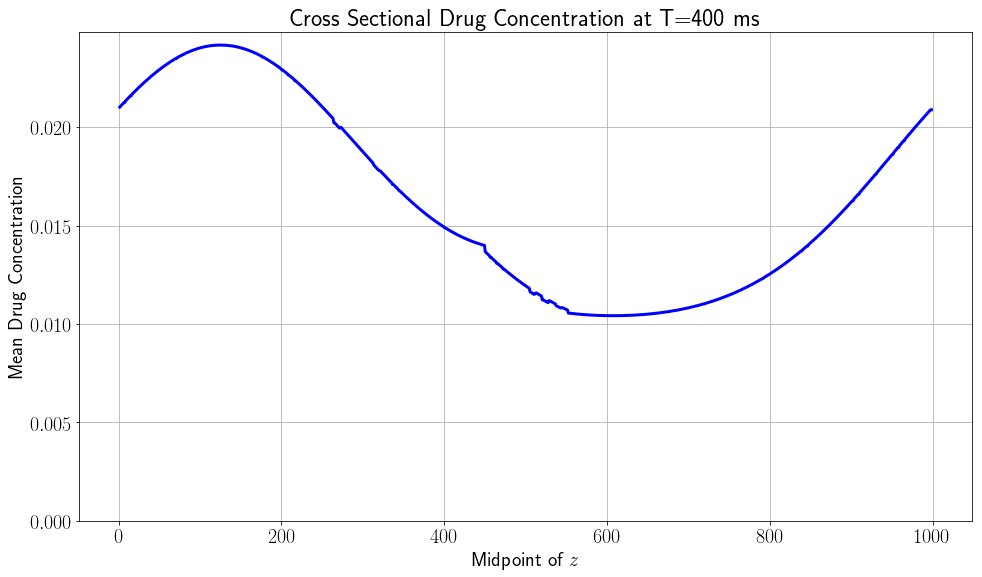 Cross Sectional Drug Concentration at T=400 ms
Mean Drug Concentration
0.020
0.015
0.010
0.005
0.000
0 200 400 600 800 1000
Midpoint of z